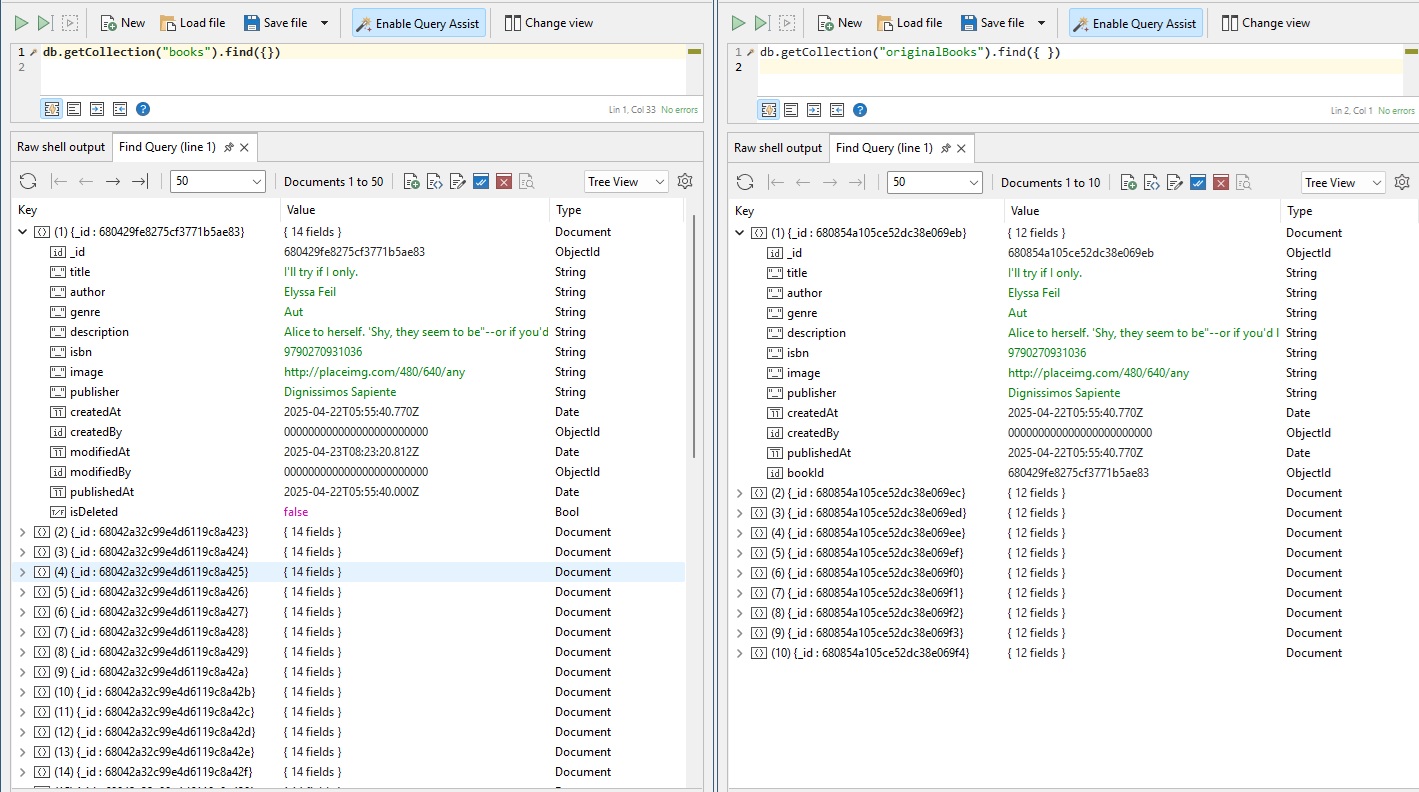 New Load file Save file Enable Query Assist Change view
1 db.getCollection("books").find({})
2
Lin 1, Col 33 No errors
Raw shell output Find Query (line 1)
50 Documents 1 to 50 Tree View
Key Value Type
(1) {_id : 680429fe8275cf3771b5ae83} { 14 fields } Document
_id 680429fe8275cf3771b5ae83 ObjectId
title I'll try if I only. String
author Elyssa Feil String
genre Aut String
description Alice to herself. 'Shy, they seem to be"--or if you'd String
isbn 9790270931036 String
image http://placeimg.com/480/640/any String
publisher Dignissimos Sapiente String
createdAt 2025-04-22T05:55:40.770Z Date
createdBy 000000000000000000000000 ObjectId
modifiedAt 2025-04-23T08:23:20.812Z Date
modifiedBy 000000000000000000000000 ObjectId
publishedAt 2025-04-22T05:55:40.000Z Date
isDeleted false Bool
(2) {_id : 68042a32c99e4d6119c8a423} { 14 fields } Document
(3) {_id : 68042a32c99e4d6119c8a424} { 14 fields } Document
(4) {_id : 68042a32c99e4d6119c8a425} { 14 fields } Document
(5) {_id : 68042a32c99e4d6119c8a426} { 14 fields } Document
(6) {_id : 68042a32c99e4d6119c8a427} { 14 fields } Document
(7) {_id : 68042a32c99e4d6119c8a428} { 14 fields } Document
(8) {_id : 68042a32c99e4d6119c8a429} { 14 fields } Document
(9) {_id : 68042a32c99e4d6119c8a42a} { 14 fields } Document
(10) {_id : 68042a32c99e4d6119c8a42b} { 14 fields } Document
(11) {_id : 68042a32c99e4d6119c8a42c} { 14 fields } Document
(12) {_id : 68042a32c99e4d6119c8a42d} { 14 fields } Document
(13) {_id : 68042a32c99e4d6119c8a42e} { 14 fields } Document
(14) {_id : 68042a32c99e4d6119c8a42f} { 14 fields } Document
New Load file Save file Enable Query Assist Change view
1 db.getCollection("originalBooks").find({ })
2
Lin 2, Col 1 No errors
Raw shell output Find Query (line 1)
50 Documents 1 to 10 Tree View
Key Value Type
(1) {_id : 680854a105ce52dc38e069eb} { 12 fields } Document
_id 680854a105ce52dc38e069eb ObjectId
title I'll try if I only. String
author Elyssa Feil String
genre Aut String
description Alice to herself. 'Shy, they seem to be"--or if you'd l String
isbn 9790270931036 String
image http://placeimg.com/480/640/any String
publisher Dignissimos Sapiente String
createdAt 2025-04-22T05:55:40.770Z Date
createdBy 000000000000000000000000 ObjectId
publishedAt 2025-04-22T05:55:40.770Z Date
bookId 680429fe8275cf3771b5ae83 ObjectId
(2) {_id : 680854a105ce52dc38e069ec} { 12 fields } Document
(3) {_id : 680854a105ce52dc38e069ed} { 12 fields } Document
(4) {_id : 680854a105ce52dc38e069ee} { 12 fields } Document
(5) {_id : 680854a105ce52dc38e069ef} { 12 fields } Document
(6) {_id : 680854a105ce52dc38e069f0} { 12 fields } Document
(7) {_id : 680854a105ce52dc38e069f1} { 12 fields } Document
(8) {_id : 680854a105ce52dc38e069f2} { 12 fields } Document
(9) {_id : 680854a105ce52dc38e069f3} { 12 fields } Document
(10) {_id : 680854a105ce52dc38e069f4} { 12 fields } Document